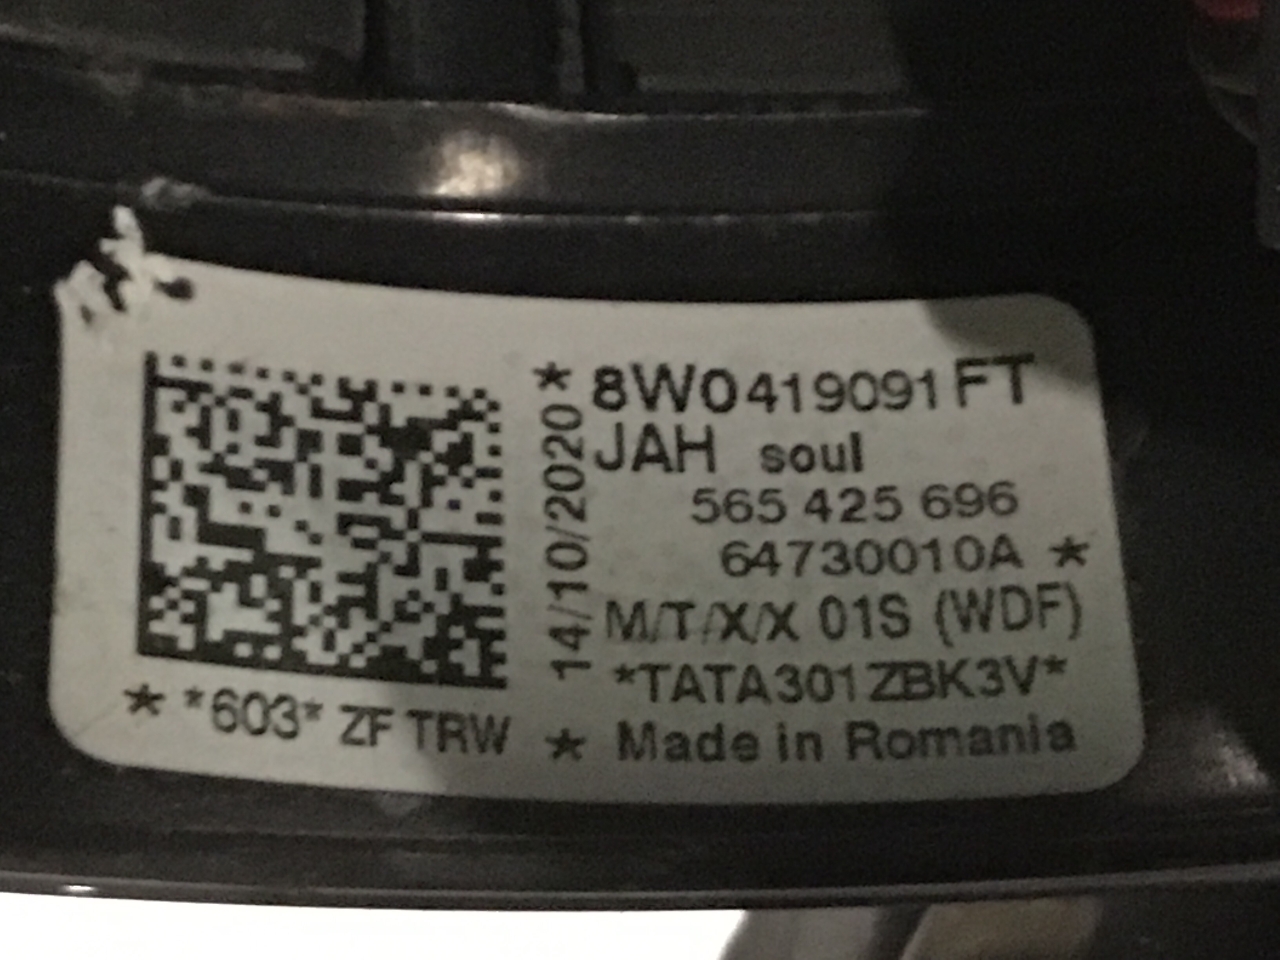 *8W0419091FT
JAH soul
565 425 696
64730010A *
M/T/X/X 01S (WDF)
*TATA301ZBK3V*
* Made in Romania
14/10/2020*
* *603* ZF TRW